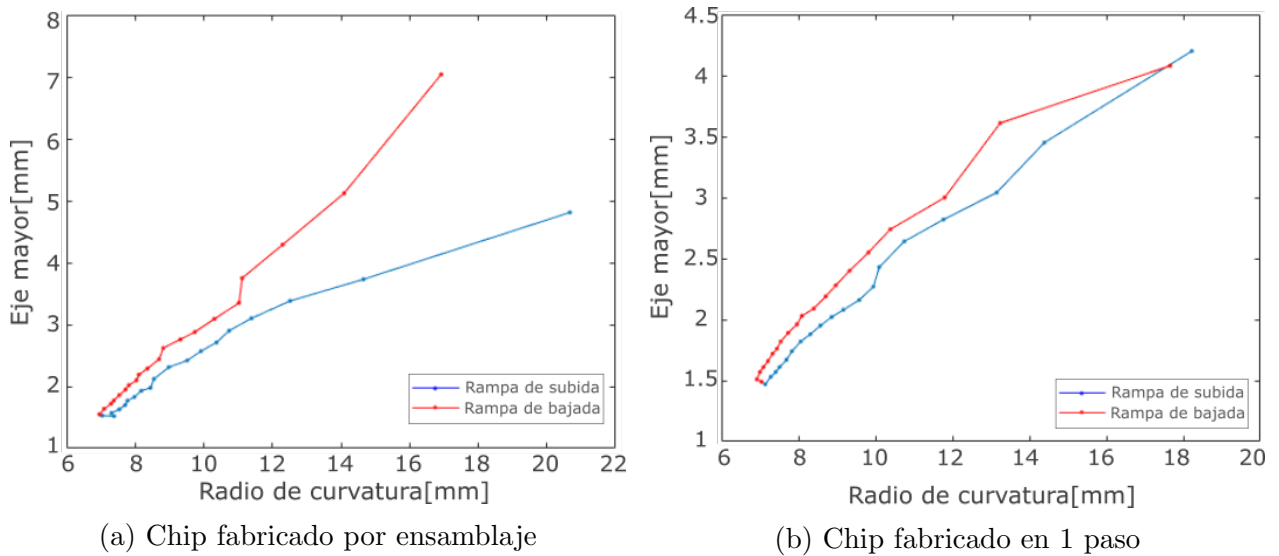 8
7
6
5
4
3
2
1
Eje mayor[mm]
6 8 10 12 14 16 18 20 22
Radio de curvatura[mm]
Rampa de subida
Rampa de bajada
(a) Chip fabricado por ensamblaje
4.5
4
3.5
3
2.5
2
1.5
1
Eje mayor[mm]
6 8 10 12 14 16 18 20
Radio de curvatura[mm]
Rampa de subida
Rampa de bajada
(b) Chip fabricado en 1 paso